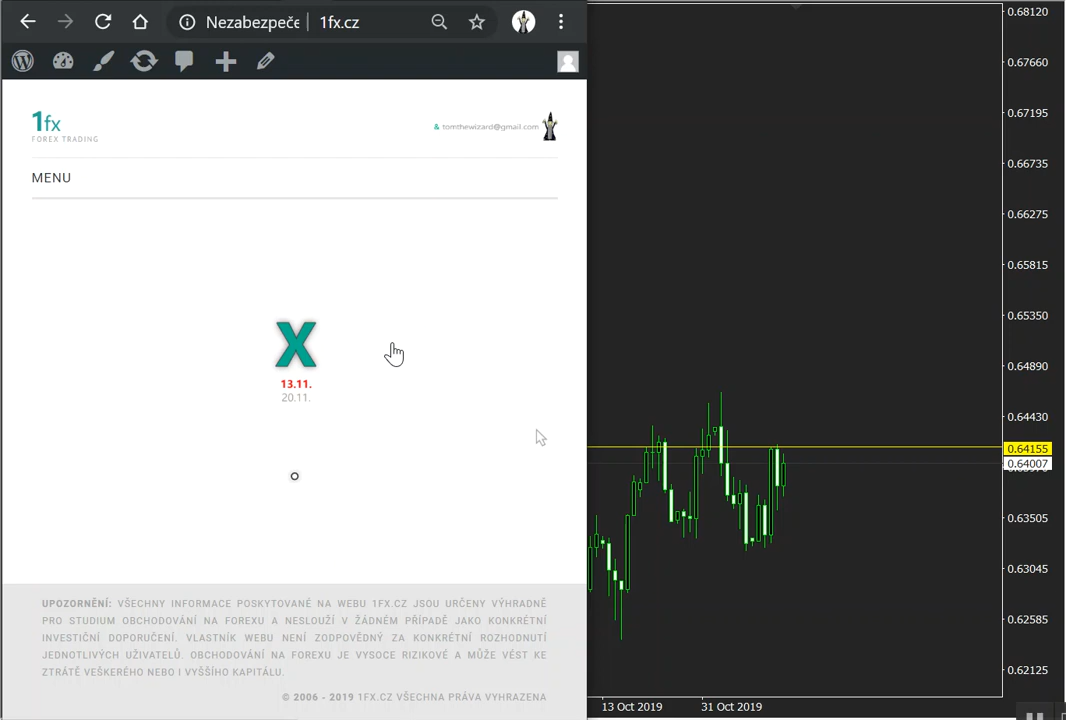 Nezabezpeče
1fx.cz
1fx
FOREX TRADING
& tomthewizard@gmail.com
MENU
X
13.11.
20.11.
UPOZORNĚNÍ: VŠECHNY INFORMACE POSKYTOVANÉ NA WEBU 1FX.CZ JSOU URČENY VÝHRADNĚ
PRO STUDIUM OBCHODOVÁNÍ NA FOREXU A NESLOUŽÍ V ŽÁDNÉM PŘÍPADĚ JAKO KONKRÉTNÍ
INVESTIČNÍ DOPORUČENÍ. VLASTNÍK WEBU NENÍ ZODPOVĚDNÝ ZA KONKRÉTNÍ ROZHODNUTÍ
JEDNOTLIVÝCH UŽIVATELŮ. OBCHODOVÁNÍ NA FOREXU JE VYSOCE RIZIKOVÉ A MŮŽE VÉST KE
ZTRÁTĚ VEŠKERÉHO NEBO I VYŠŠÍHO KAPITÁLU.
© 2006 - 2019 1FX.CZ VŠECHNA PRÁVA VYHRAZENA
0.68120
0.67660
0.67195
0.66735
0.66275
0.65815
0.65350
0.64890
0.64430
0.64155
0.64007
0.63505
0.63045
0.62585
0.62125
13 Oct 2019
31 Oct 2019